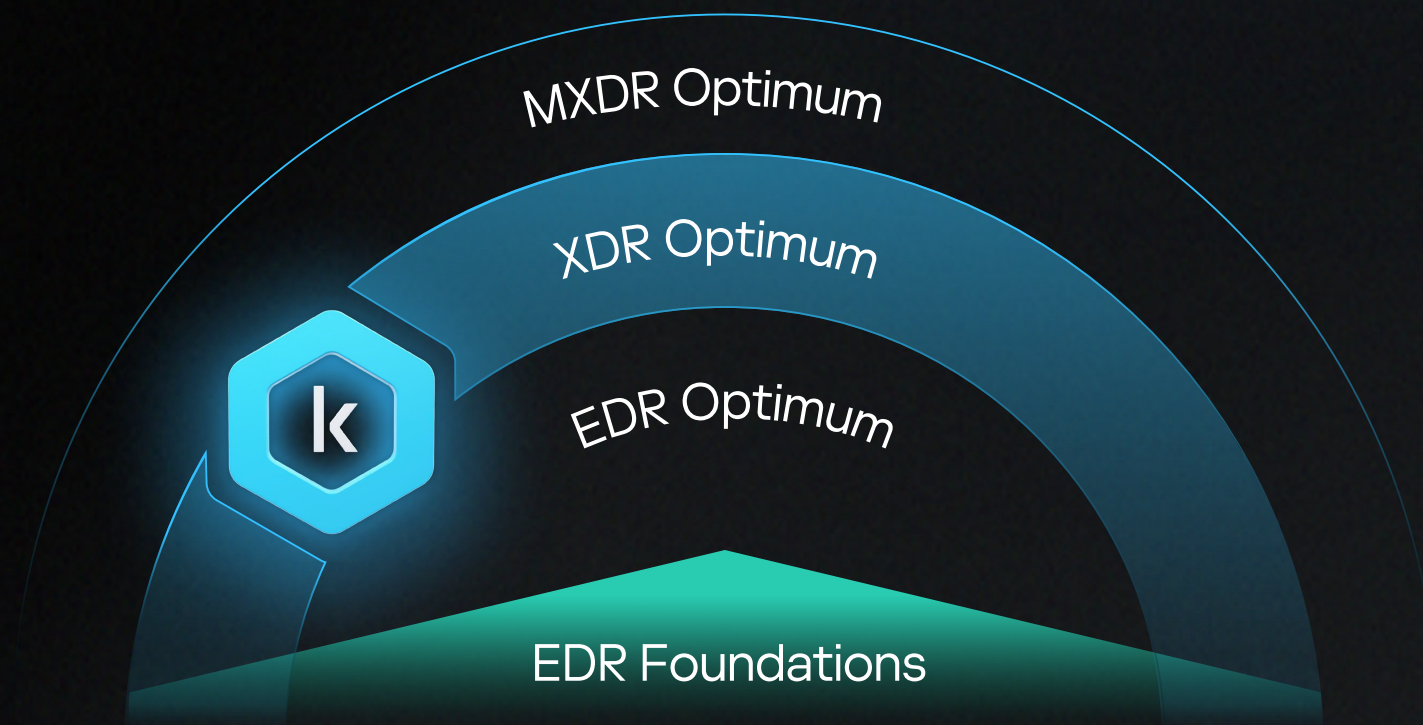 MXDR Optimum
XDR Optimum
k
EDR Optimum
EDR Foundations